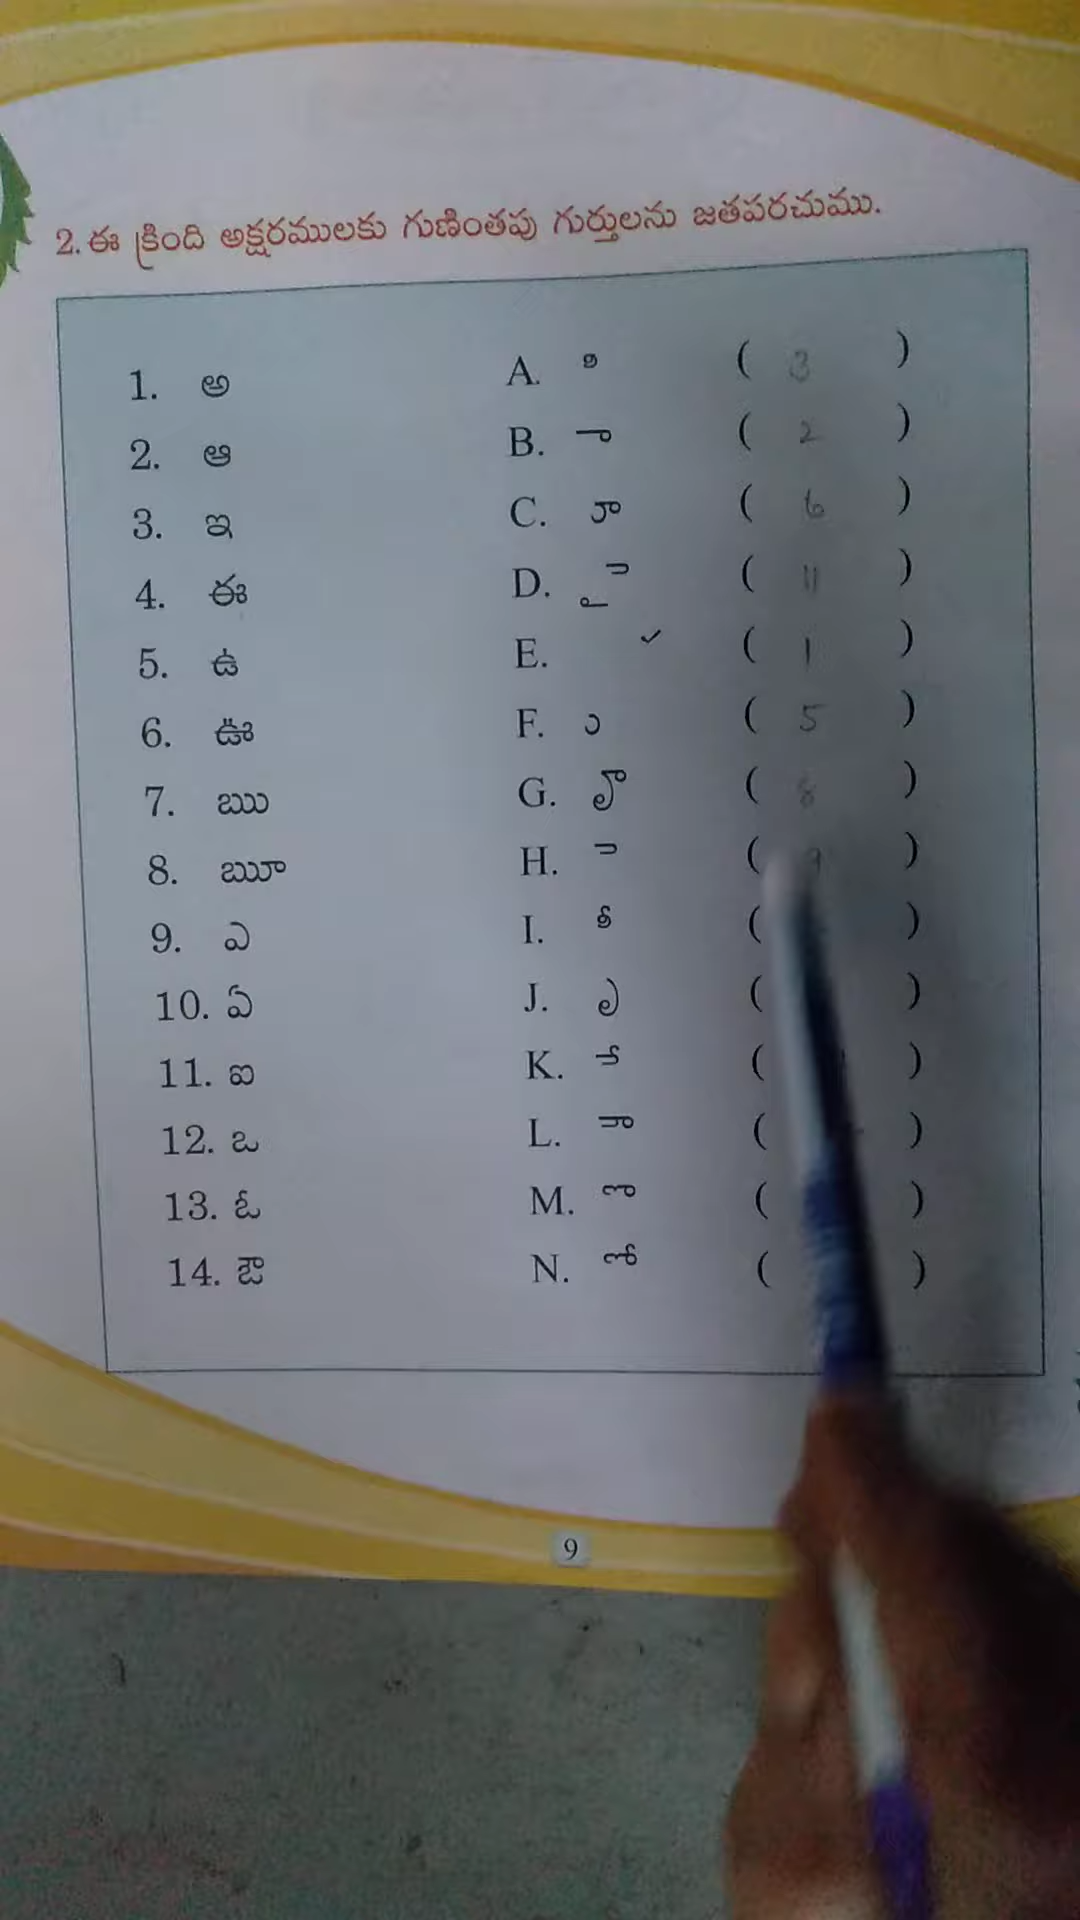 2. ఈ క్రింది అక్షరములకు గుణింతపు గుర్తులను జతపరచుము.
1. అ A. ి ( 3 )
2. ఆ B. ా ( 2 )
3. ఇ C. ూ ( 6 )
4. ఈ D. ై ( 11 )
5. ఉ E. ✓ ( 1 )
6. ఊ F. ు ( 5 )
7. ఋ G. ౄ ( 8 )
8. ౠ H. ె ( 9 )
9. ఎ I. ీ ( )
10. ఏ J. ృ ( )
11. ఐ K. ే ( )
12. ఒ L. ౌ ( )
13. ఓ M. ొ ( )
14. ఔ N. ో ( )
9